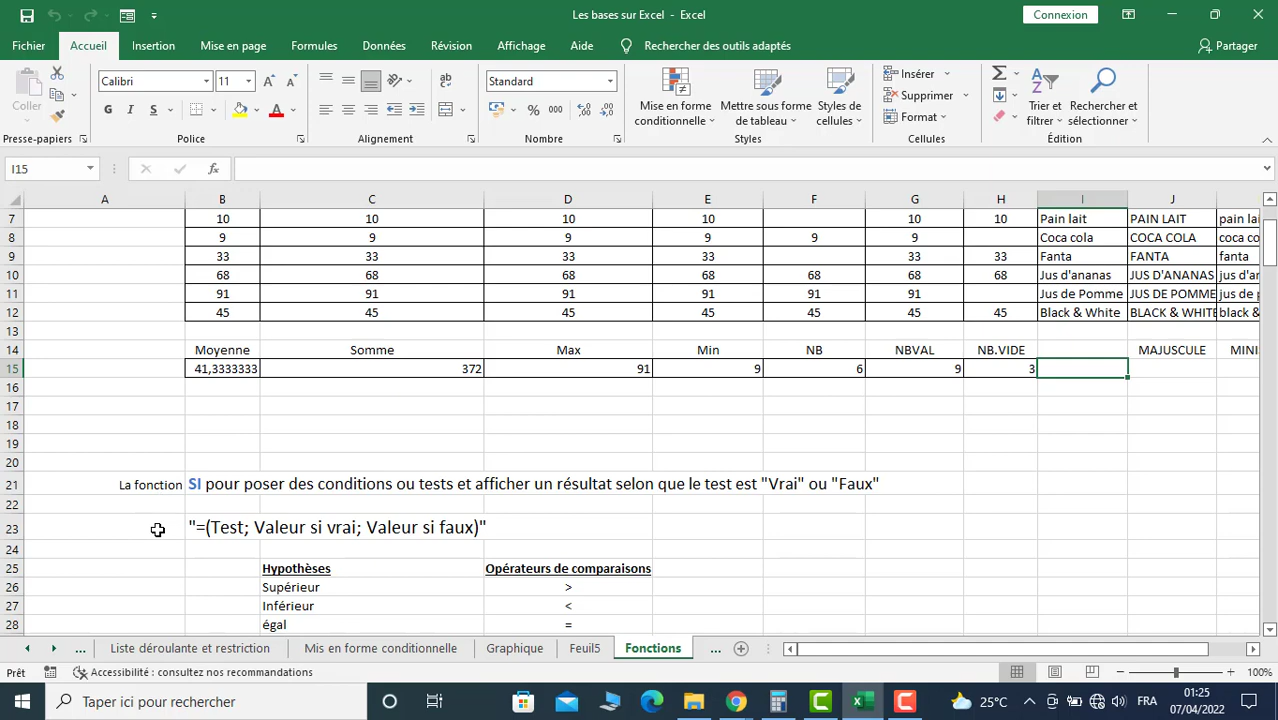 Les bases sur Excel - Excel
Connexion
Fichier Accueil Insertion Mise en page Formules Données Révision Affichage Aide Rechercher des outils adaptés Partager
Coller
Calibri 11
G I S
ab
Standard
% 000
Mise en forme conditionnelle
Mettre sous forme de tableau
Styles de cellules
Insérer
Supprimer
Format
Trier et filtrer
Rechercher et sélectionner
Presse-papiers Police Alignement Nombre Styles Cellules Édition
I15 fx
A B C D E F G H I J
7 10 10 10 10 10 10 Pain lait PAIN LAIT pain lai
8 9 9 9 9 9 9 Coca cola COCA COLA coca co
9 33 33 33 33 33 33 Fanta FANTA fanta
10 68 68 68 68 68 68 68 Jus d'ananas JUS D'ANANAS jus d'ar
11 91 91 91 91 91 91 Jus de Pomme JUS DE POMME jus de p
12 45 45 45 45 45 45 Black & White BLACK & WHITE black &
13
14 Moyenne Somme Max Min NB NBVAL NB.VIDE MAJUSCULE MINI
15 41,3333333 372 91 9 6 9 3
16
17
18
19
20
21 La fonction SI pour poser des conditions ou tests et afficher un résultat selon que le test est "Vrai" ou "Faux"
22
23 "=(Test; Valeur si vrai; Valeur si faux)"
24
25 Hypothèses Opérateurs de comparaisons
26 Supérieur >
27 Inférieur <
28 égal =
... Liste déroulante et restriction Mis en forme conditionnelle Graphique Feuil5 Fonctions ...
Prêt Accessibilité : consultez nos recommandations 100%
Taper ici pour rechercher 25°C FRA 01:25
07/04/2022